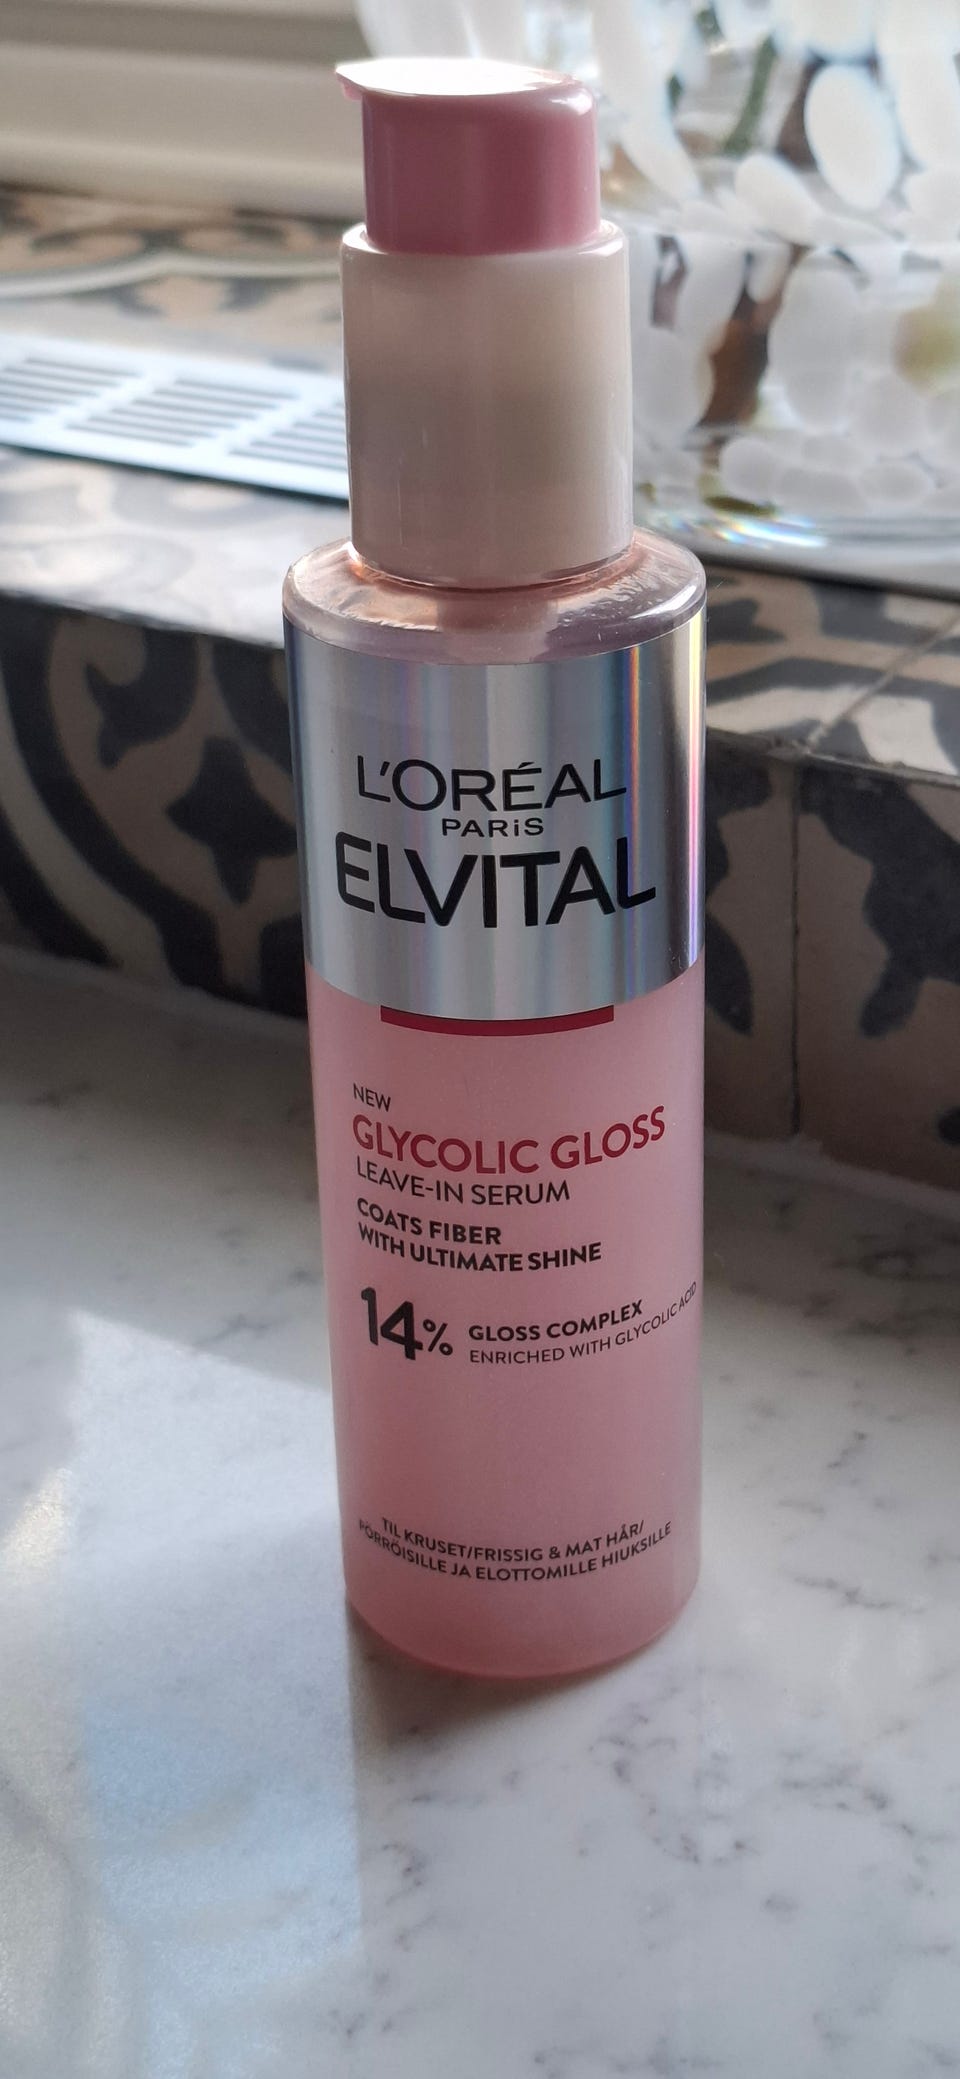 L'ORÉAL
PARiS
ELVITAL
NEW
GLYCOLIC GLOSS
LEAVE-IN SERUM
COATS FIBER
WITH ULTIMATE SHINE
14% GLOSS COMPLEX
ENRICHED WITH GLYCOLIC ACID
TIL KRUSET/FRISSIG & MAT HÅR/
PÖRRÖISILLE JA ELOTTOMILLE HIUKSILLE